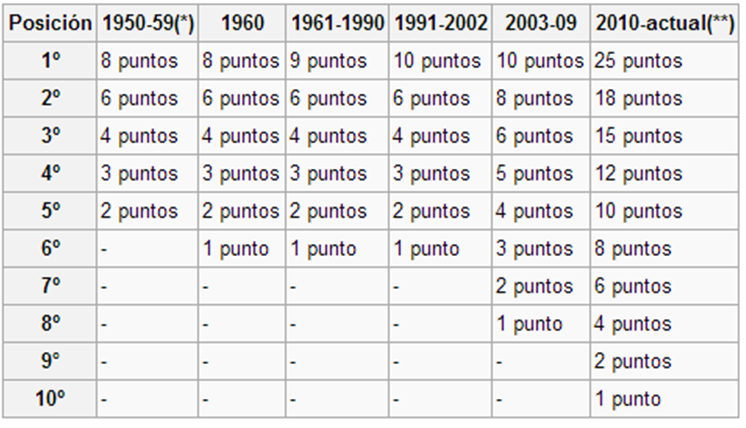 Posición 1950-59(*) 1960 1961-1990 1991-2002 2003-09 2010-actual(**)
1º 8 puntos 8 puntos 9 puntos 10 puntos 10 puntos 25 puntos
2º 6 puntos 6 puntos 6 puntos 6 puntos 8 puntos 18 puntos
3º 4 puntos 4 puntos 4 puntos 4 puntos 6 puntos 15 puntos
4º 3 puntos 3 puntos 3 puntos 3 puntos 5 puntos 12 puntos
5º 2 puntos 2 puntos 2 puntos 2 puntos 4 puntos 10 puntos
6º - 1 punto 1 punto 1 punto 3 puntos 8 puntos
7º - - - - 2 puntos 6 puntos
8º - - - - 1 punto 4 puntos
9° - - - - - 2 puntos
10º - - - - - 1 punto